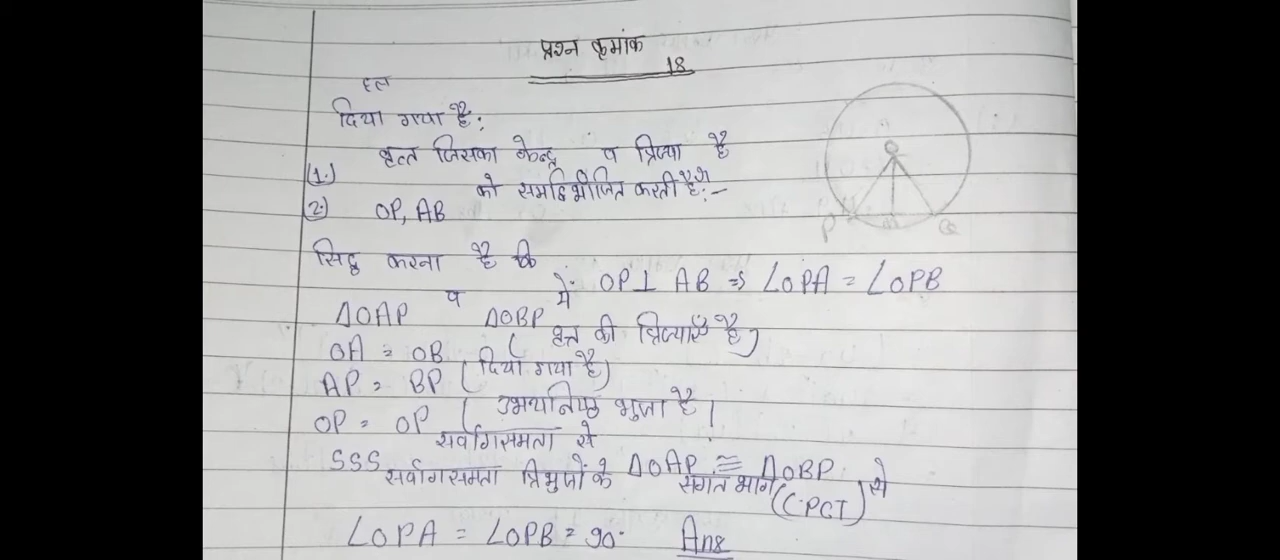 प्रश्न क्रमांक
18
हल
दिया गया है:
(1.) वृत्त जिसका केन्द्र व त्रिज्या है
को समद्विभाजित करती है:-
(2.) OP, AB
सिद्ध करना है कि
OP⊥ AB ⇒ ∠OPA = ∠OPB
ΔOAP व ΔOBP में
OA = OB ( वृत्त की त्रिज्याएँ है)
AP = BP (दिया गया है)
OP = OP ( उभयनिष्ठ भुजा है।
सर्वांगसमता से
SSS ΔOAP ≅ ΔOBP
सर्वागसमता त्रिभुजों के संगत भाग (CPCT) से
∠OPA = ∠OPB = 90° Ans
O
P Q